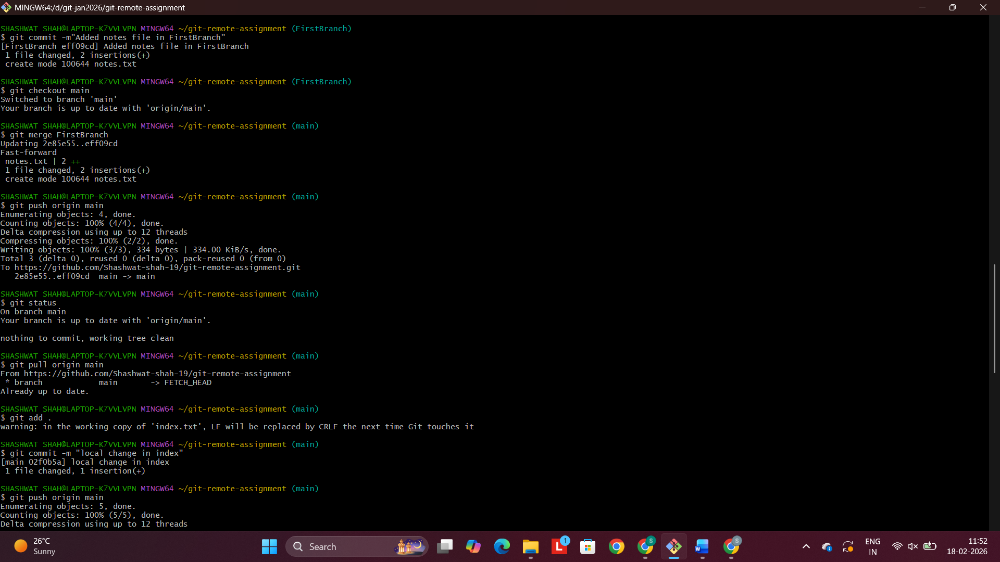 MINGW64:/d/git-jan2026/git-remote-assignment
SHASHWAT SHAH@LAPTOP-K7VVLVPN MINGW64 ~/git-remote-assignment (FirstBranch)
$ git commit -m"Added notes file in FirstBranch"
[FirstBranch eff09cd] Added notes file in FirstBranch
 1 file changed, 2 insertions(+)
 create mode 100644 notes.txt
SHASHWAT SHAH@LAPTOP-K7VVLVPN MINGW64 ~/git-remote-assignment (FirstBranch)
$ git checkout main
Switched to branch 'main'
Your branch is up to date with 'origin/main'.
SHASHWAT SHAH@LAPTOP-K7VVLVPN MINGW64 ~/git-remote-assignment (main)
$ git merge FirstBranch
Updating 2e85e55..eff09cd
Fast-forward
 notes.txt | 2 ++
 1 file changed, 2 insertions(+)
 create mode 100644 notes.txt
SHASHWAT SHAH@LAPTOP-K7VVLVPN MINGW64 ~/git-remote-assignment (main)
$ git push origin main
Enumerating objects: 4, done.
Counting objects: 100% (4/4), done.
Delta compression using up to 12 threads
Compressing objects: 100% (2/2), done.
Writing objects: 100% (3/3), 334 bytes | 334.00 KiB/s, done.
Total 3 (delta 0), reused 0 (delta 0), pack-reused 0 (from 0)
To https://github.com/Shashwat-shah-19/git-remote-assignment.git
   2e85e55..eff09cd  main -> main
SHASHWAT SHAH@LAPTOP-K7VVLVPN MINGW64 ~/git-remote-assignment (main)
$ git status
On branch main
Your branch is up to date with 'origin/main'.
nothing to commit, working tree clean
SHASHWAT SHAH@LAPTOP-K7VVLVPN MINGW64 ~/git-remote-assignment (main)
$ git pull origin main
From https://github.com/Shashwat-shah-19/git-remote-assignment
 * branch            main       -> FETCH_HEAD
Already up to date.
SHASHWAT SHAH@LAPTOP-K7VVLVPN MINGW64 ~/git-remote-assignment (main)
$ git add .
warning: in the working copy of 'index.txt', LF will be replaced by CRLF the next time Git touches it
SHASHWAT SHAH@LAPTOP-K7VVLVPN MINGW64 ~/git-remote-assignment (main)
$ git commit -m "local change in index"
[main 02f0b5a] local change in index
 1 file changed, 1 insertion(+)
SHASHWAT SHAH@LAPTOP-K7VVLVPN MINGW64 ~/git-remote-assignment (main)
$ git push origin main
Enumerating objects: 5, done.
Counting objects: 100% (5/5), done.
Delta compression using up to 12 threads
26°C
Sunny
Search
L
1
S
W
S
ENG
IN
11:52
18-02-2026